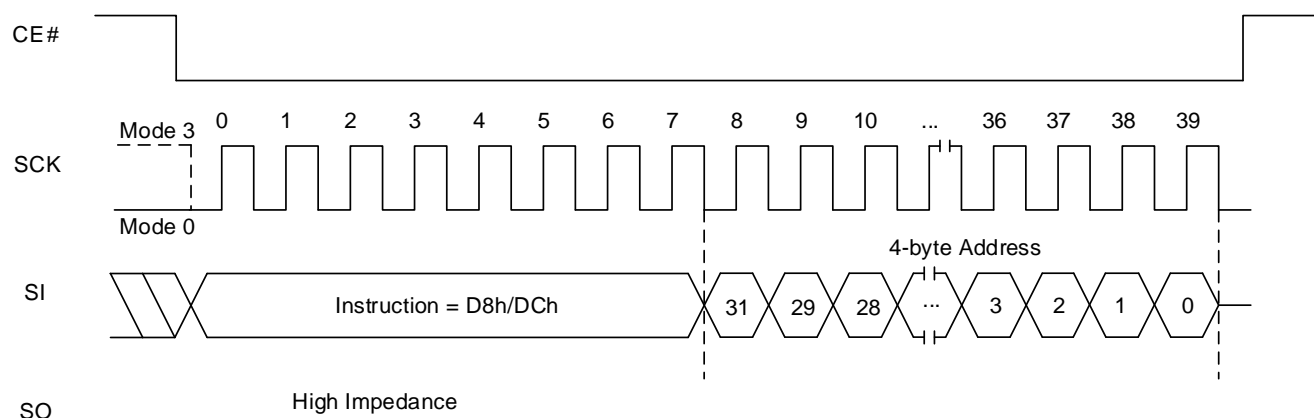 CE#
0 1 2 3 4 5 6 7 8 9 10 ... 36 37 38 39
Mode 3
SCK
Mode 0
4-byte Address
SI
Instruction = D8h/DCh 31 29 28 ... 3 2 1 0
High Impedance
SO